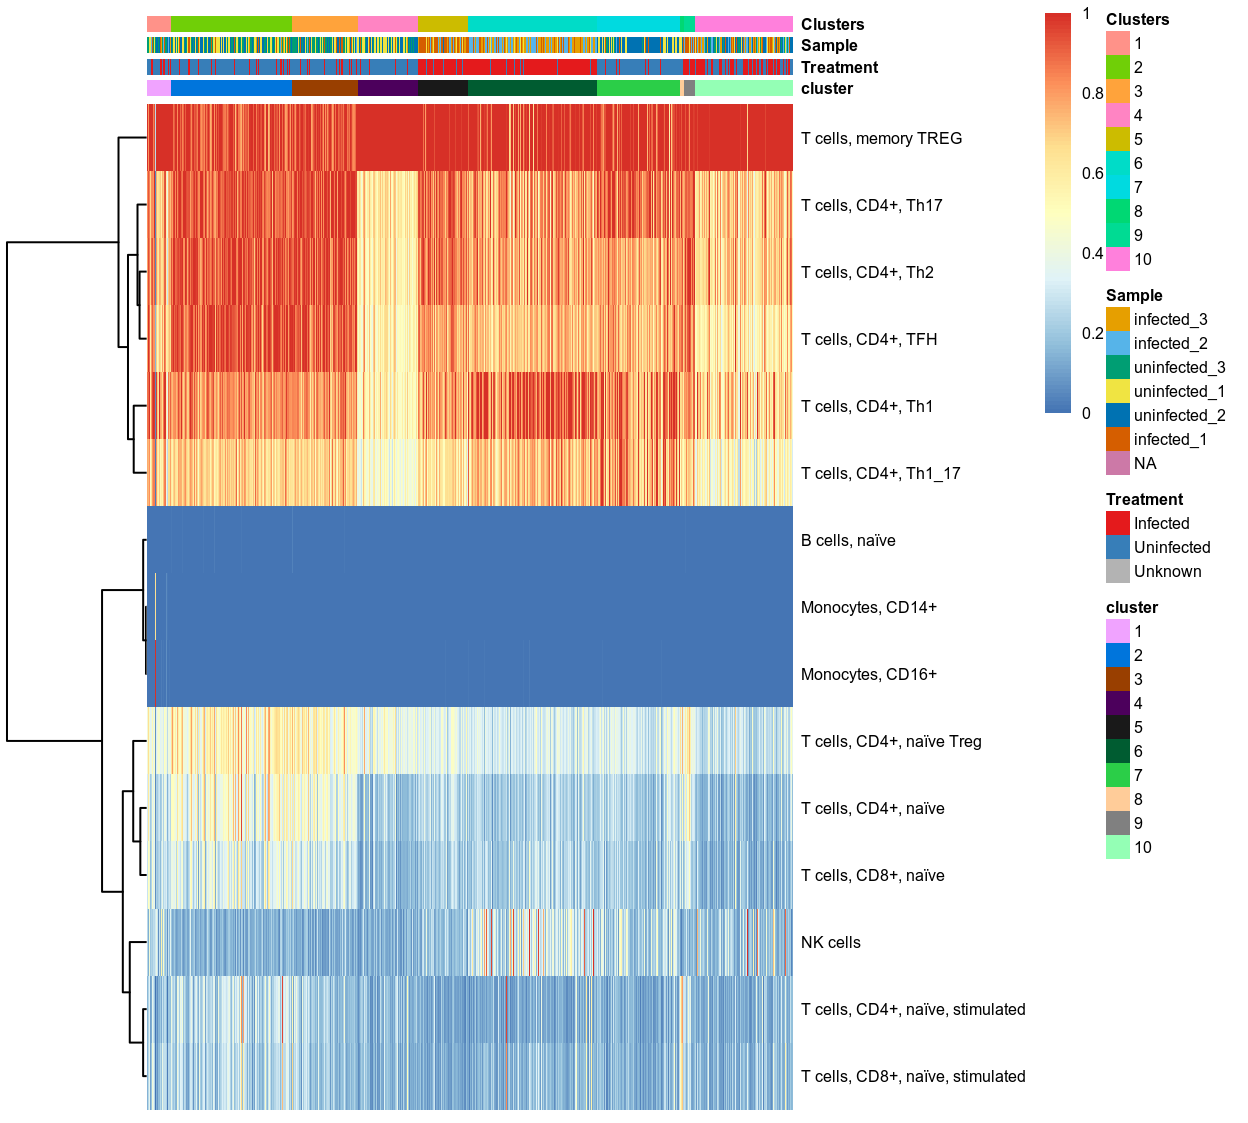 Clusters
Sample
Treatment
cluster
T cells, memory TREG
T cells, CD4+, Th17
T cells, CD4+, Th2
T cells, CD4+, TFH
T cells, CD4+, Th1
T cells, CD4+, Th1_17
B cells, naïve
Monocytes, CD14+
Monocytes, CD16+
T cells, CD4+, naïve Treg
T cells, CD4+, naïve
T cells, CD8+, naïve
NK cells
T cells, CD4+, naïve, stimulated
T cells, CD8+, naïve, stimulated
1
0.8
0.6
0.4
0.2
0
Clusters
1
2
3
4
5
6
7
8
9
10
Sample
infected_3
infected_2
uninfected_3
uninfected_1
uninfected_2
infected_1
NA
Treatment
Infected
Uninfected
Unknown
cluster
1
2
3
4
5
6
7
8
9
10